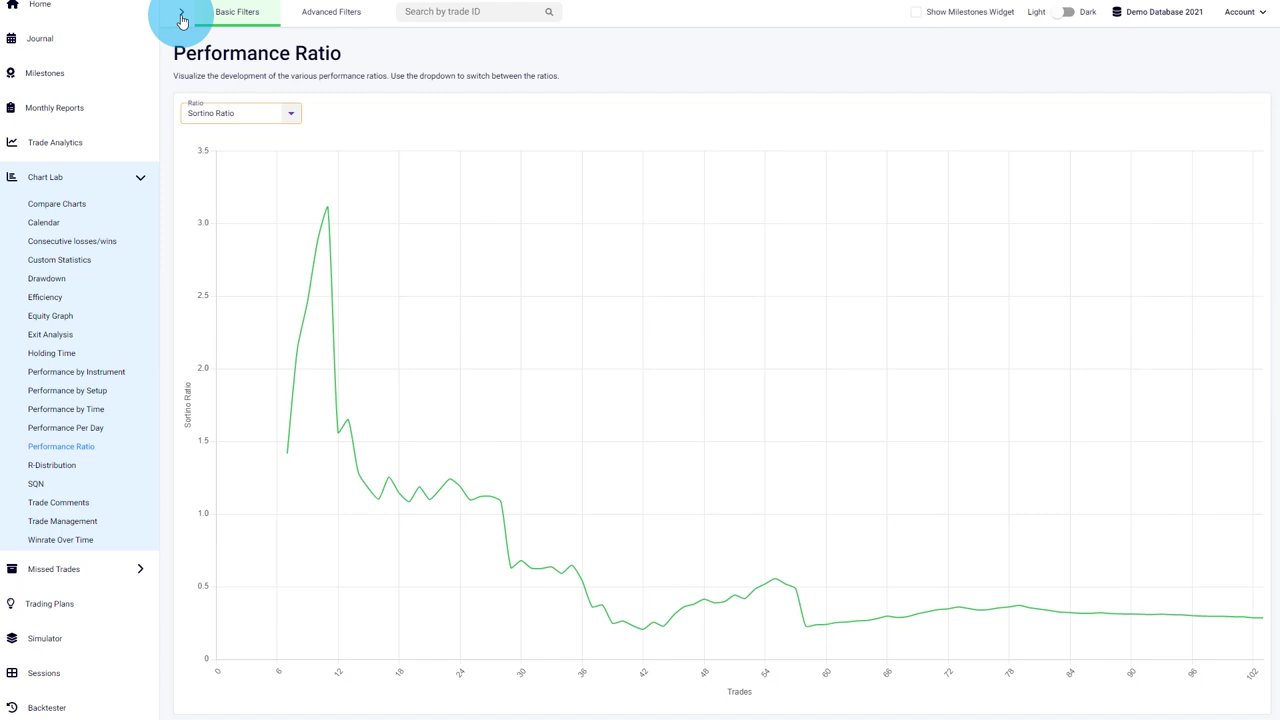 Home
Journal
Milestones
Monthly Reports
Trade Analytics
Chart Lab
Compare Charts
Calendar
Consecutive losses/wins
Custom Statistics
Drawdown
Efficiency
Equity Graph
Exit Analysis
Holding Time
Performance by Instrument
Performance by Setup
Performance by Time
Performance Per Day
Performance Ratio
R-Distribution
SQN
Trade Comments
Trade Management
Winrate Over Time
Missed Trades
Trading Plans
Simulator
Sessions
Backtester
Basic Filters Advanced Filters Search by trade ID Show Milestones Widget Light Dark Demo Database 2021 Account
Performance Ratio
Visualize the development of the various performance ratios. Use the dropdown to switch between the ratios.
Ratio
Sortino Ratio
3.5
3.0
2.5
2.0
1.5
1.0
0.5
0
Sortino Ratio
0 6 12 18 24 30 36 42 48 54 60 66 72 78 84 90 96 102
Trades